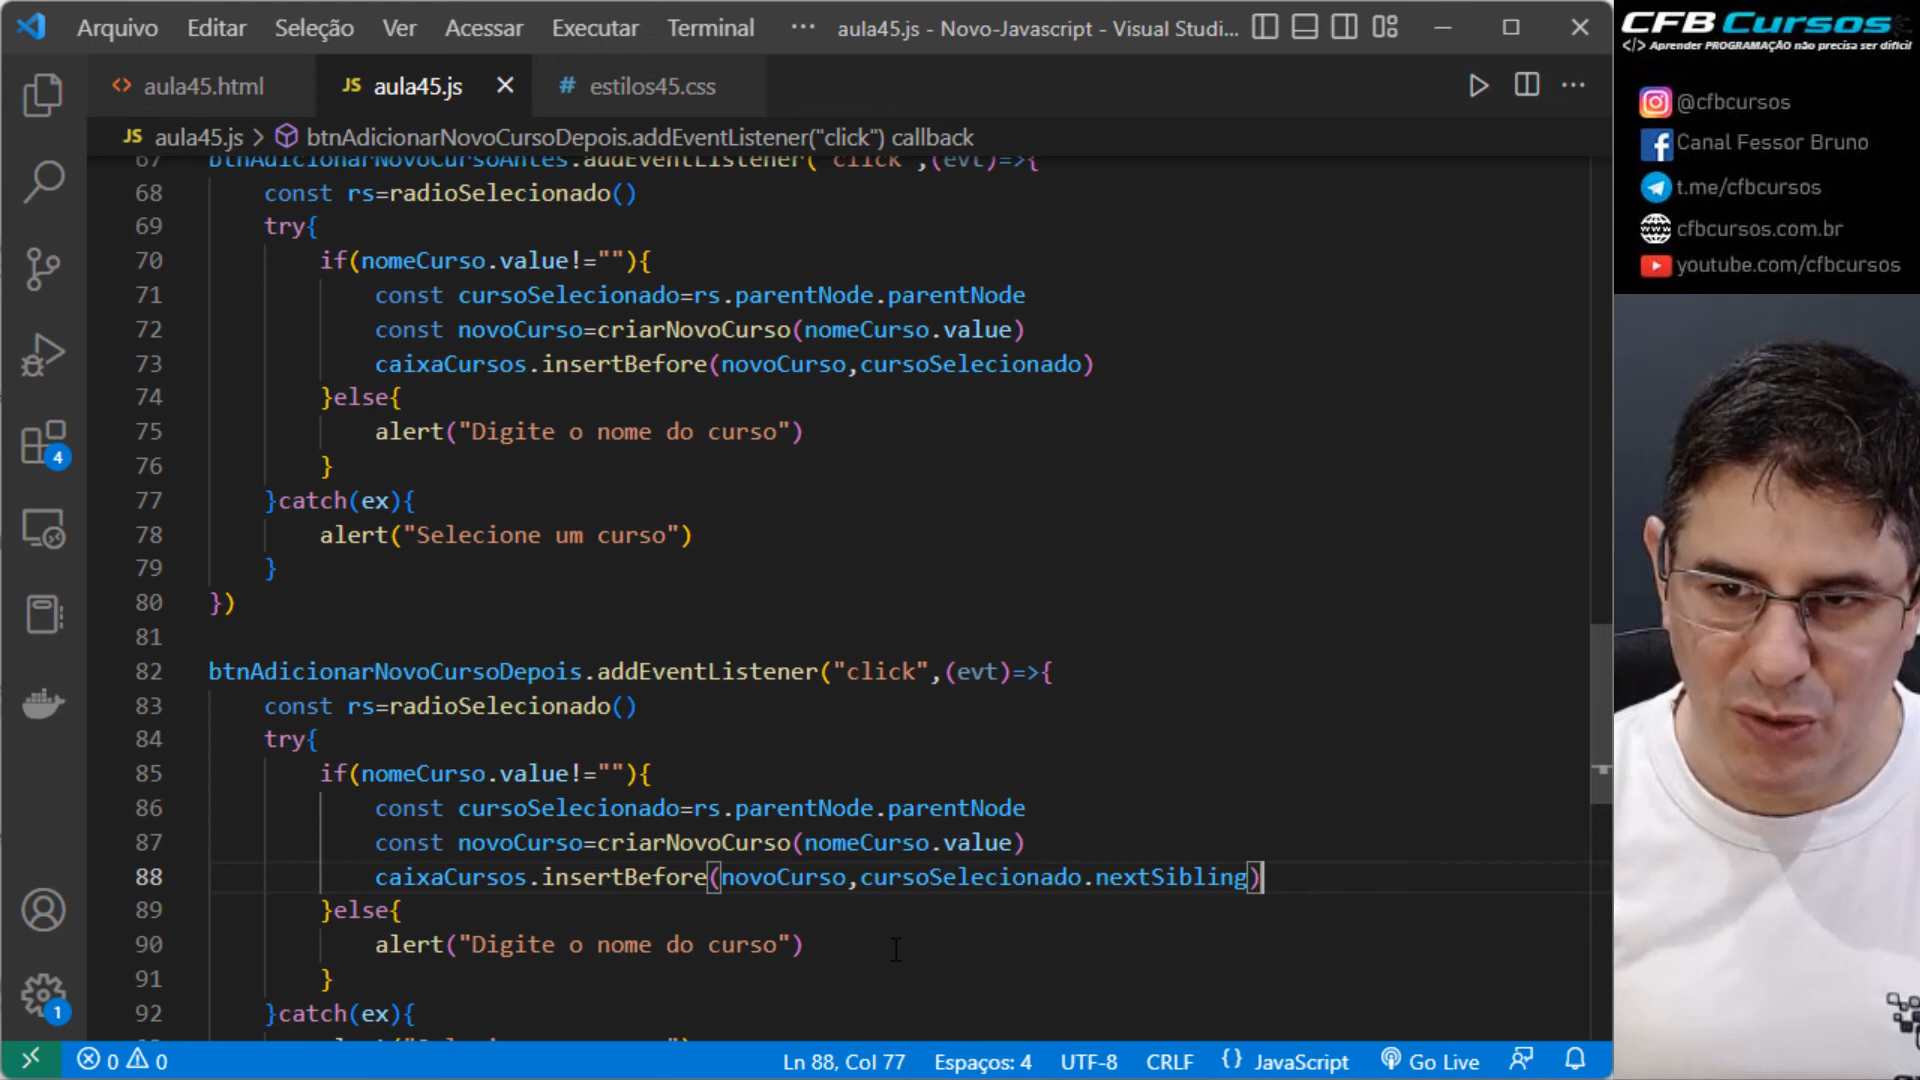 Arquivo Editar Seleção Ver Acessar Executar Terminal ··· aula45.js - Novo-Javascript - Visual Studi...
CFB Cursos
</> Aprender PROGRAMAÇÃO não precisa ser difícil
<> aula45.html JS aula45.js # estilos45.css
@cfbcursos
Canal Fessor Bruno
t.me/cfbcursos
cfbcursos.com.br
youtube.com/cfbcursos
JS aula45.js > btnAdicionarNovoCursoDepois.addEventListener("click") callback
67 btnAdicionarNovoCursoAntes.addEventListener("click",(evt)=>{
68 const rs=radioSelecionado()
69 try{
70 if(nomeCurso.value!=""){
71 const cursoSelecionado=rs.parentNode.parentNode
72 const novoCurso=criarNovoCurso(nomeCurso.value)
73 caixaCursos.insertBefore(novoCurso,cursoSelecionado)
74 }else{
75 alert("Digite o nome do curso")
76 }
77 }catch(ex){
78 alert("Selecione um curso")
79 }
80 })
81
82 btnAdicionarNovoCursoDepois.addEventListener("click",(evt)=>{
83 const rs=radioSelecionado()
84 try{
85 if(nomeCurso.value!=""){
86 const cursoSelecionado=rs.parentNode.parentNode
87 const novoCurso=criarNovoCurso(nomeCurso.value)
88 caixaCursos.insertBefore(novoCurso,cursoSelecionado.nextSibling)
89 }else{
90 alert("Digite o nome do curso")
91 }
92 }catch(ex){
4
1
0 0 Ln 88, Col 77 Espaços: 4 UTF-8 CRLF {} JavaScript Go Live